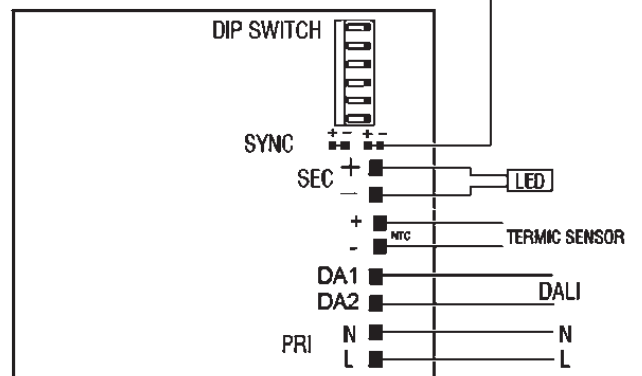 DIP SWITCH
+ - + -
SYNC
SEC +
LED
-
+
NTC
TERMIC SENSOR
-
DA1
DALI
DA2
PRI
N N
L L